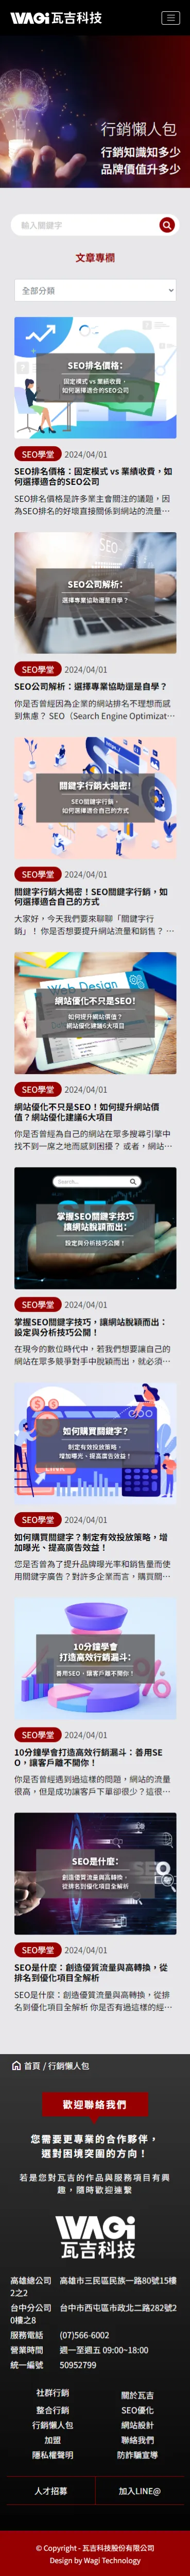 WAGi 瓦吉科技
行銷懶人包
行銷知識知多少
品牌價值升多少
輸入關鍵字
文章專欄
全部分類
SEO排名價格:
固定模式 vs 業績收費，
如何選擇適合的SEO公司
SEO學堂 2024/04/01
SEO排名價格：固定模式 vs 業績收費，如
何選擇適合的SEO公司
SEO排名價格是許多業主會關注的議題，因
為SEO排名的好壞直接關係到網站的流量…
SEO公司解析：
選擇專業協助還是自學？
SEO學堂 2024/04/01
SEO公司解析：選擇專業協助還是自學？
你是否曾經因為企業的網站排名不理想而感
到焦慮？ SEO（Search Engine Optimizat…
關鍵字行銷大揭密!
SEO關鍵字行銷，
如何選適合自己的方式
SEO學堂 2024/04/01
關鍵字行銷大揭密！SEO關鍵字行銷，如
何選擇適合自己的方式
大家好，今天我們要來聊聊「關鍵字行
銷」！ 你是否想要提升網站流量和銷售？ …
Web Design
網站優化不只是SEO!
如何提升網站價值？
網站優化建議6大項目
SEO學堂 2024/04/01
網站優化不只是SEO！如何提升網站價
值？網站優化建議6大項目
你是否曾經為自己的網站在眾多搜尋引擎中
找不到一席之地而感到困擾？ 或者，網站…
Search...
掌握SEO關鍵字技巧
讓網站脫穎而出：
設定與分析技巧公開！
SEO學堂 2024/04/01
掌握SEO關鍵字技巧，讓網站脫穎而出：
設定與分析技巧公開！
在現今的數位時代中，若我們想要讓自己的
網站在眾多競爭對手中脫穎而出，就必須…
如何購買關鍵字？
制定有效投放策略，
增加曝光、提高廣告效益！
LINK
SEO學堂 2024/04/01
如何購買關鍵字？制定有效投放策略，增
加曝光、提高廣告效益！
您是否曾為了提升品牌曝光率和銷售量而使
用關鍵字廣告？對許多企業而言，購買關…
10分鐘學會
打造高效行銷漏斗：
善用SEO，讓客戶離不開你！
SEO學堂 2024/04/01
10分鐘學會打造高效行銷漏斗：善用SE
O，讓客戶離不開你！
你是否曾經遇到過這樣的問題，網站的流量
很高，但是成功讓客戶下單卻很少？這很…
SEO是什麼：
創造優質流量與高轉換，
從排名到優化項目全解析
SEO
SEO學堂 2024/04/01
SEO是什麼：創造優質流量與高轉換，從
排名到優化項目全解析
SEO是什麼：創造優質流量與高轉換，從排
名到優化項目全解析 你是否有過這樣的經…
首頁 / 行銷懶人包
歡迎聯絡我們
您需要更專業的合作夥伴，
選對困境突圍的方向！
若是您對瓦吉的作品與服務項目有興
趣，隨時歡迎連繫
WAGi
瓦吉科技
高雄總公司 高雄市三民區民族一路80號15樓
2之2
台中分公司 台中市西屯區市政北二路282號2
0樓之8
服務電話 (07)566-6002
營業時間 週一至週五 09:00~18:00
統一編號 50952799
社群行銷 關於瓦吉
整合行銷 SEO優化
行銷懶人包 網站設計
加盟 聯絡我們
隱私權聲明 防詐騙宣導
人才招募 加入LINE@
© Copyright - 瓦吉科技股份有限公司
Design by Wagi Technology